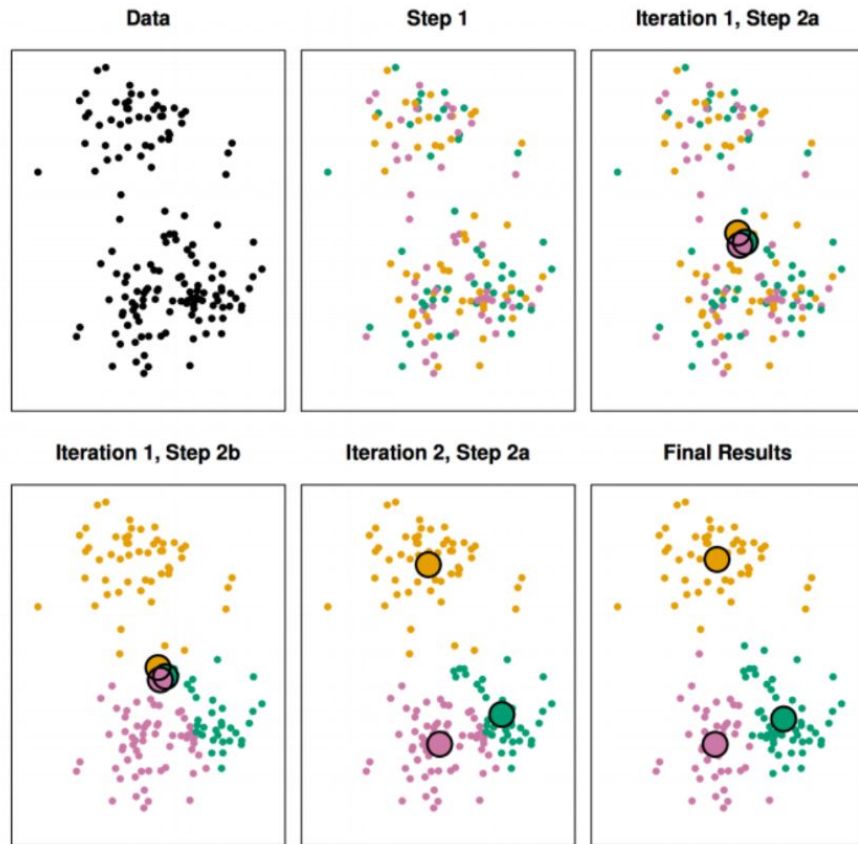 Data
Step 1
Iteration 1, Step 2a
Iteration 1, Step 2b
Iteration 2, Step 2a
Final Results